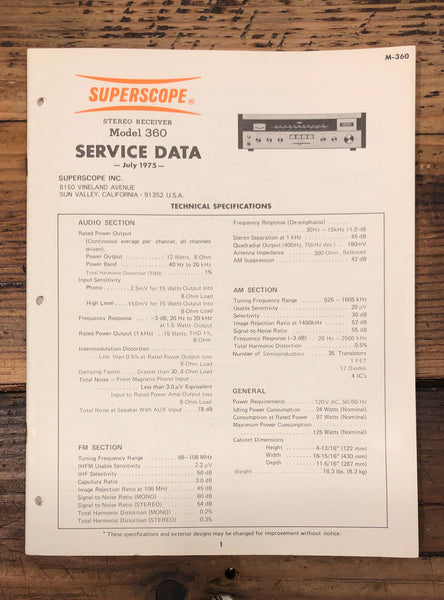 M-360
SUPERSCOPE®
STEREO RECEIVER
Model 360
SERVICE DATA
— July 1975 —
SUPERSCOPE INC.
8150 VINELAND AVENUE
SUN VALLEY, CALIFORNIA · 91352 U.S.A.
TECHNICAL SPECIFICATIONS
AUDIO SECTION
Rated Power Output
(Continuous average per channel, all channels
driven).
Power Output . . . . . . . . . . . 12 Watts, 8-Ohm
Power Band . . . . . . . . . . . . 40 Hz to 20 kHz
Total Harmonic Distortion (THD) . . . . . . . . . . . 1%
Input Sensitivity
Phono . . . . . 2.5mV for 15 Watts Output Into
8-Ohm Load
High Level . . . 150mV for 15 Watts Output Into
8-Ohm Load
Frequency Response . . . –3 dB, 20 Hz to 20 kHz
at 1.5 Watts Output
Rated Power Output (1 kHz) . . 15 Watts, THD 1%,
8-Ohm
Intermodulation Distortion . . . . . . . . . . . . .
Less than 0.5% at Rated Power Output Into
8-Ohm Load
Damping Factor . . . Greater than 30, 8-Ohm Load
Total Noise — From Magnetic Phono Input . . . . .
Less than 3.0 µV Equivalent
Input to Rated Power Amp Output Into
8-Ohm Load
Total Noise at Speaker With AUX Input . . . . 78 dB
FM SECTION
Tuning Frequency Range . . . . . . . . 88–108 MHz
IHFM Usable Sensitivity . . . . . . . . . . . 2.2 µV
IHF Selectivity . . . . . . . . . . . . . . . . 50 dB
Caputura Ratio . . . . . . . . . . . . . . . . 3.0 dB
Image Rejection Ratio at 106 MHz . . . . . . 45 dB
Signal-to-Noise Ratio (MONO) . . . . . . . . 60 dB
Signal-to-Noise Ratio (STEREO) . . . . . . . 54 dB
Total Harmonic Distortion (MONO) . . . . . . 0.2%
Total Harmonic Distortion (STEREO) . . . . . 0.3%
Frequency Response (De-emphasiss) . . . . . .
30Hz – 15kHz ±1.0 dB
Stereo Separation at 1 kHz . . . . . . . . . 45 dB
Quadradial Output (400Hz, 75kHz dev.) . . 180mV
Antenna Impedance . . . . . . 300 Ohm, Balanced
AM Suppression . . . . . . . . . . . . . . . 42 dB
AM SECTION
Tuning Frequency Range . . . . . 525 – 1605 kHz
Usable Sensitivity . . . . . . . . . . . . . . 20 µV
Selectivity . . . . . . . . . . . . . . . . . . 30 dB
Image Rejection Ratio at 1400kHz . . . . . . 50 dB
Signal to Noise Ratio . . . . . . . . . . . . 55 dB
Frequency Response (–3 dB) . . 20 Hz – 2500 kHz
Total Harmonic Distortion . . . . . . . . . . 0.5%
Number of Semiconductors . . . . 35 Transistors
1 FET
17 Diodes
4 IC's
GENERAL
Power Requirements . . . . . 120V AC, 50/60 Hz
Idling Power Consumption . . . 24 Watts (Nominal)
Consumption at Rated Power . . 97 Watts (Nominal)
Maximum Power Consumption . . . . . . . . . .
125 Watts (Nominal)
Cabinet Dimensions
Height . . . . . . . . . . 4-13/16" (122 mm)
Width . . . . . . . . . . 16-15/16" (430 mm)
Depth . . . . . . . . . . 11-5/16" (287 mm)
Weight . . . . . . . . . . . . . 18.3 lbs. (8.3 kg)
* These specifications and exterior designs may be changed for improvement without notice.
1